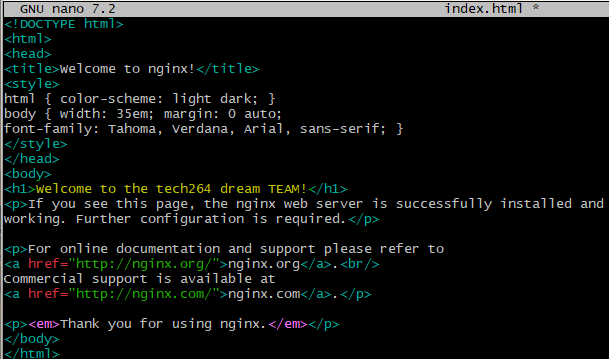 GNU nano 7.2 index.html *
<!DOCTYPE html>
<html>
<head>
<title>Welcome to nginx!</title>
<style>
html { color-scheme: light dark; }
body { width: 35em; margin: 0 auto;
font-family: Tahoma, Verdana, Arial, sans-serif; }
</style>
</head>
<body>
<h1>Welcome to the tech264 dream TEAM!</h1>
<p>If you see this page, the nginx web server is successfully installed and
working. Further configuration is required.</p>

<p>For online documentation and support please refer to
<a href="http://nginx.org/">nginx.org</a>.<br/>
Commercial support is available at
<a href="http://nginx.com/">nginx.com</a>.</p>

<p><em>Thank you for using nginx.</em></p>
</body>
</html>